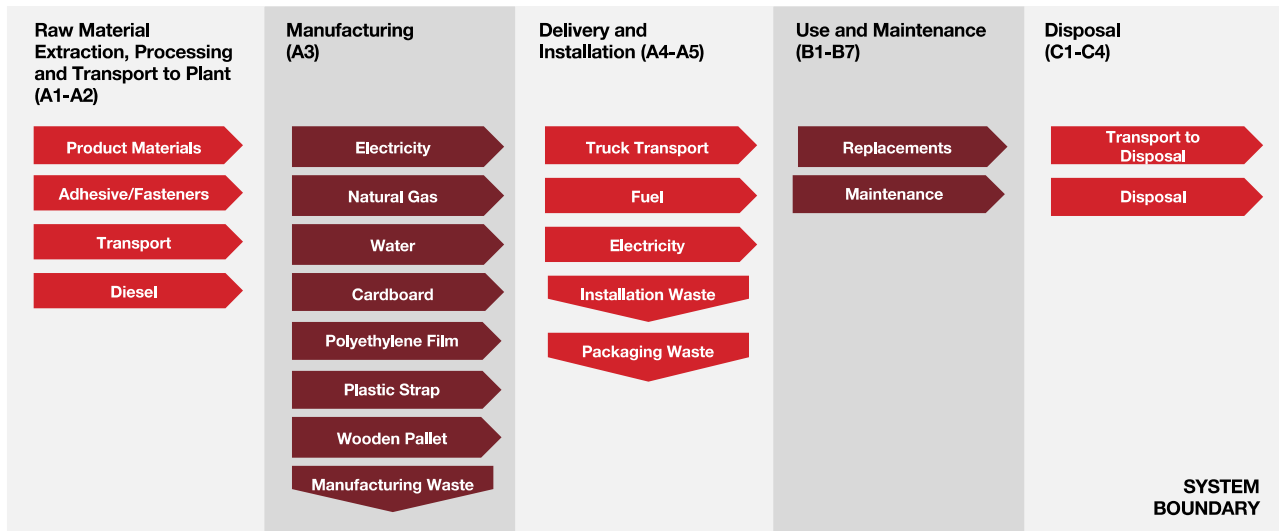 Raw Material
Extraction, Processing
and Transport to Plant
(A1-A2)
Product Materials
Adhesive/Fasteners
Transport
Diesel
Manufacturing
(A3)
Electricity
Natural Gas
Water
Cardboard
Polyethylene Film
Plastic Strap
Wooden Pallet
Manufacturing Waste
Delivery and
Installation (A4-A5)
Truck Transport
Fuel
Electricity
Installation Waste
Packaging Waste
Use and Maintenance
(B1-B7)
Replacements
Maintenance
Disposal
(C1-C4)
Transport to
Disposal
Disposal
SYSTEM
BOUNDARY